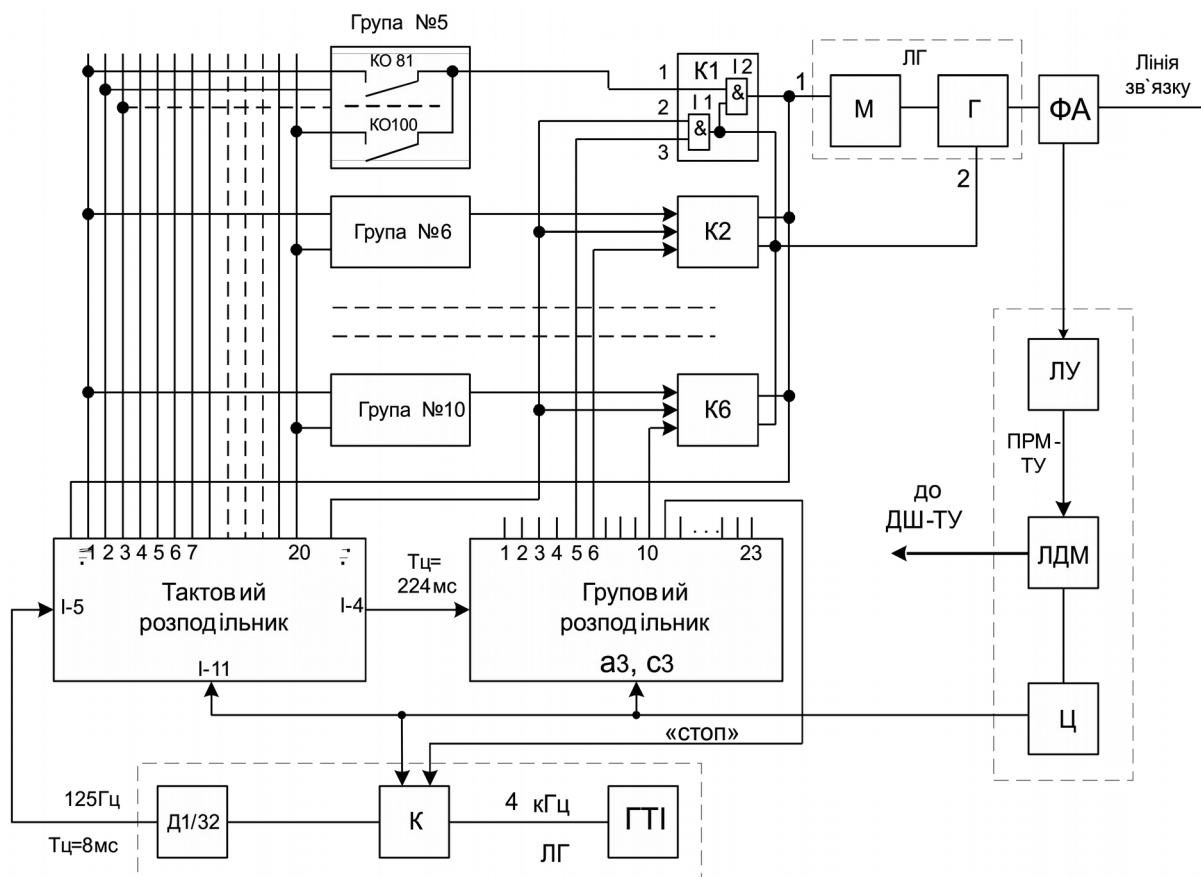 Група №5
КО 81
КО100
1
2
3
К1
І 1
&
І 2
&
1
ЛГ
М
Г
2
ФА
Лінія
зв`язку
Група №6
К2
Група №10
К6
ЛУ
ПРМ -
ТУ
до
ДШ-ТУ
ЛДМ
Ц
1 2 3 4 5 6 7 20
І-5
Тактовий
розподільник
І-4
І-11
Тц=
224мс
1 2 3 4 5 6 10 . . . 23
Груповий
розподільник
а3, с3
«стоп»
125Гц
Тц=8мс
Д1/32
К
4 кГц
ГТІ
ЛГ